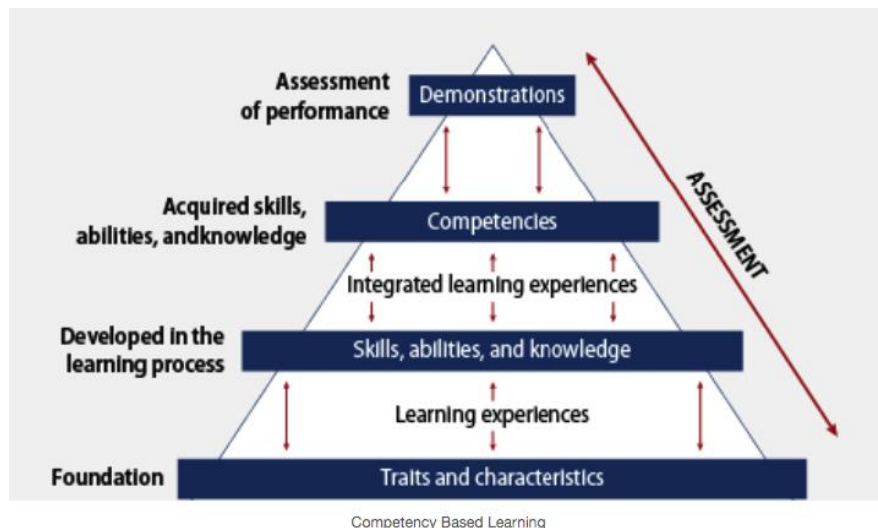 Assessment
of performance
Demonstrations
ASSESSMENT
Acquired skills,
abilities, andknowledge
Competencies
Integrated learning experiences
Developed in the
learning process
Skills, abilities, and knowledge
Learning experiences
Foundation
Traits and characteristics
Competency Based Learning